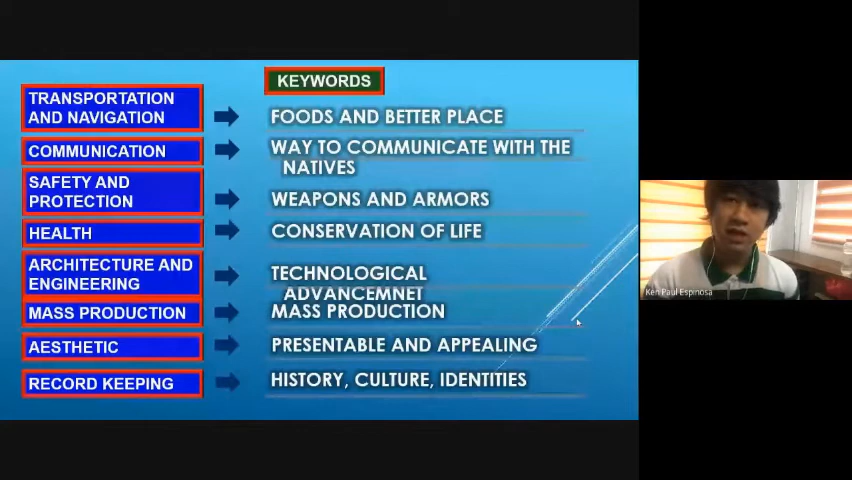 KEYWORDS
TRANSPORTATION
AND NAVIGATION
FOODS AND BETTER PLACE
COMMUNICATION
WAY TO COMMUNICATE WITH THE
NATIVES
SAFETY AND
PROTECTION
WEAPONS AND ARMORS
HEALTH
CONSERVATION OF LIFE
ARCHITECTURE AND
ENGINEERING
TECHNOLOGICAL
ADVANCEMNET
MASS PRODUCTION
MASS PRODUCTION
AESTHETIC
PRESENTABLE AND APPEALING
RECORD KEEPING
HISTORY, CULTURE, IDENTITIES
Ken Paul Espinosa